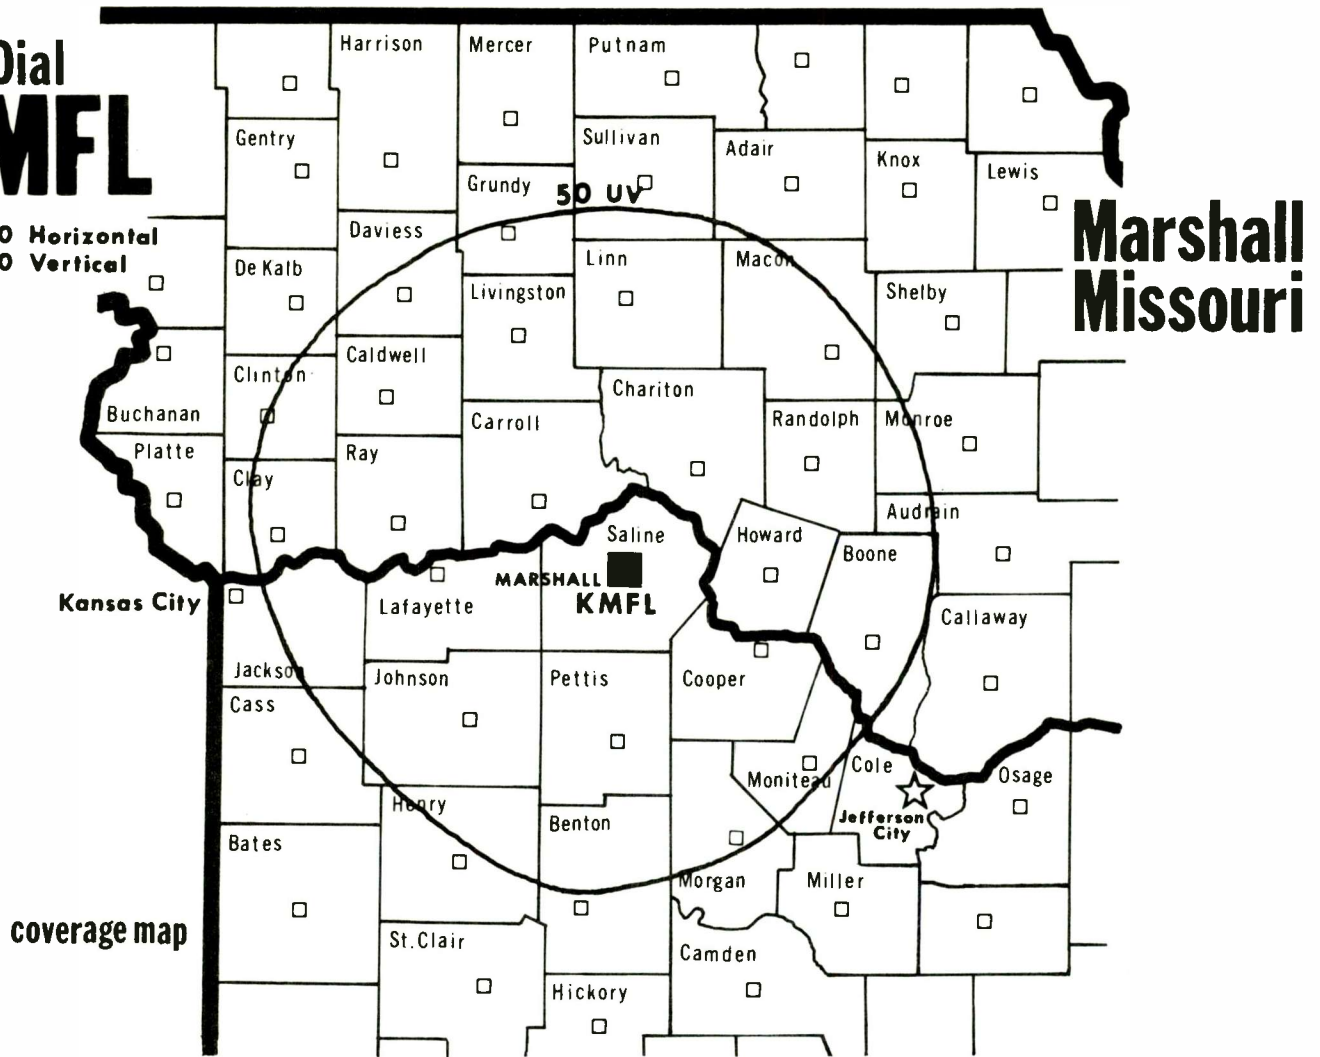 Dial
MFL
0 Horizontal
0 Vertical
Marshall
Missouri
Harrison
Mercer
Putnam
Gentry
Sullivan
Adair
Knox
Lewis
Grundy
50 UV
Daviess
De Kalb
Linn
Macon
Livingston
Shelby
Caldwell
Clinton
Chariton
Buchanan
Carroll
Randolph
Monroe
Platte
Ray
Clay
Audrain
Saline
Howard
Boone
MARSHALL
KMFL
Kansas City
Lafayette
Callaway
Jackson
Johnson
Pettis
Cooper
Cass
Moniteau
Cole
Osage
Henry
Jefferson
City
Benton
Bates
Morgan
Miller
coverage map
St.Clair
Camden
Hickory